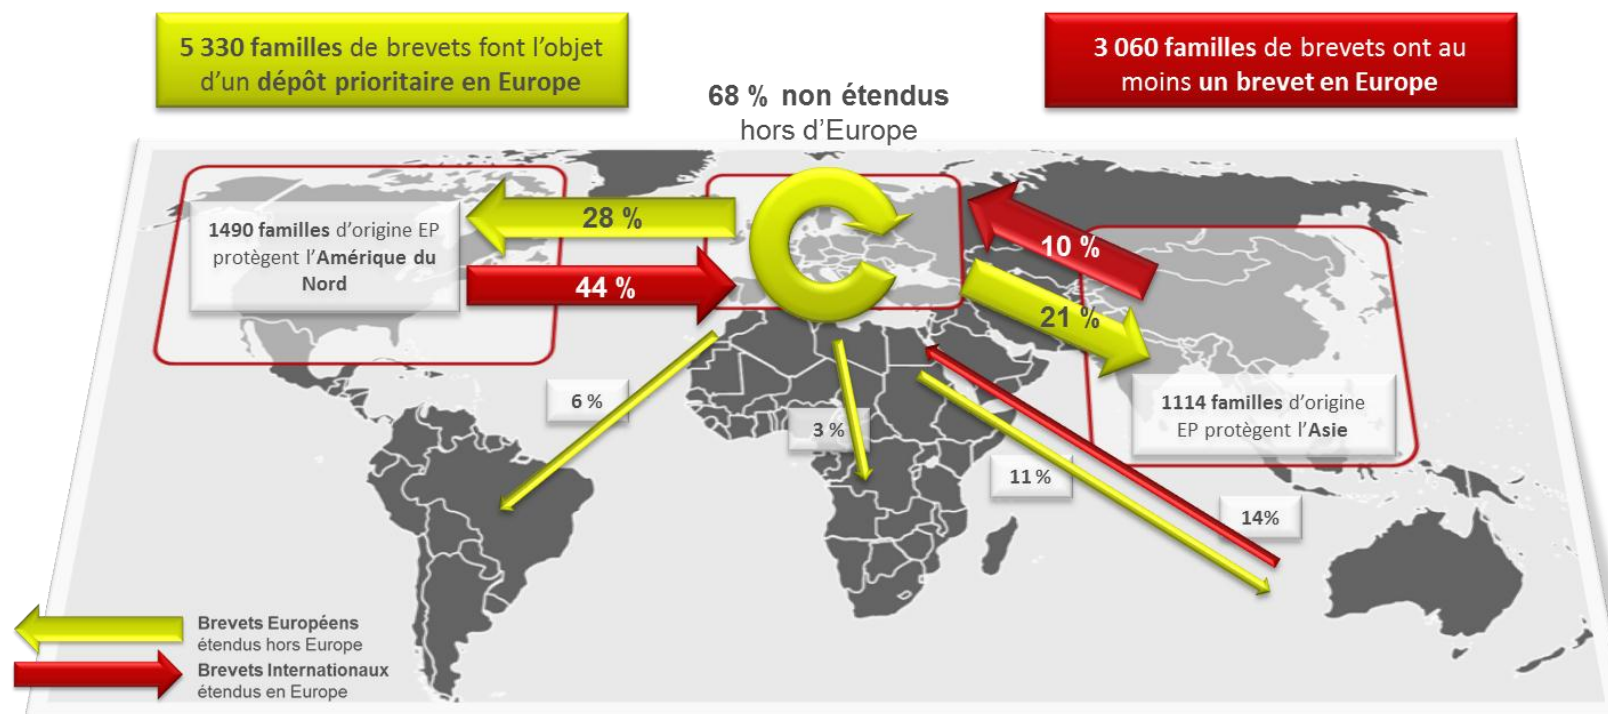 5 330 familles de brevets font l’objet
d’un dépôt prioritaire en Europe
3 060 familles de brevets ont au
moins un brevet en Europe
68 % non étendus
hors d’Europe
1490 familles d’origine EP
protègent l’Amérique du
Nord
28 %
44 %
10 %
21 %
1114 familles d’origine
EP protègent l’Asie
6 %
3 %
11 %
14%
Brevets Européens
étendus hors Europe
Brevets Internationaux
étendus en Europe